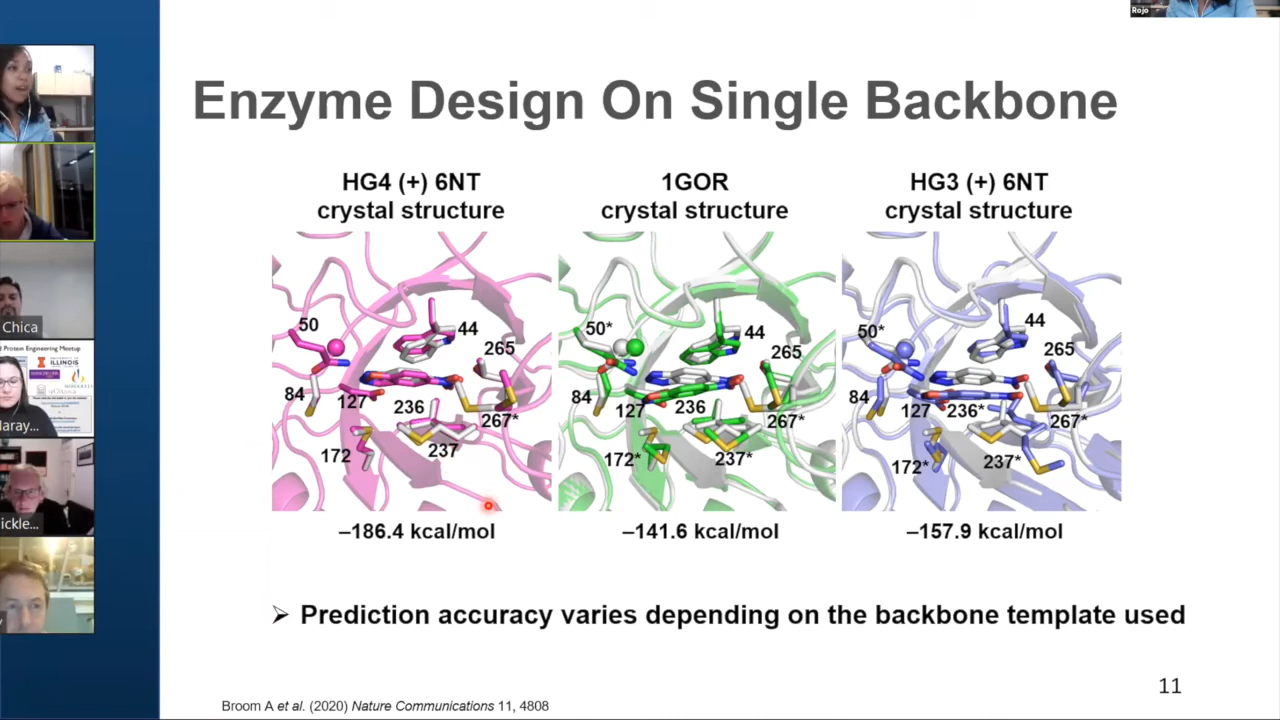 Rojo
Enzyme Design On Single Backbone
HG4 (+) 6NT
crystal structure
50
44
265
84
127
236
267*
172
237
–186.4 kcal/mol
1GOR
crystal structure
50*
44
265
84
127
236
267*
172*
237*
–141.6 kcal/mol
HG3 (+) 6NT
crystal structure
50*
44
265
84
127
236*
267*
172*
237*
–157.9 kcal/mol
➢ Prediction accuracy varies depending on the backbone template used
11
Broom A et al. (2020) Nature Communications 11, 4808
Chica
Protein Engineering Meetup
ILLINOIS
laray...
ickle...